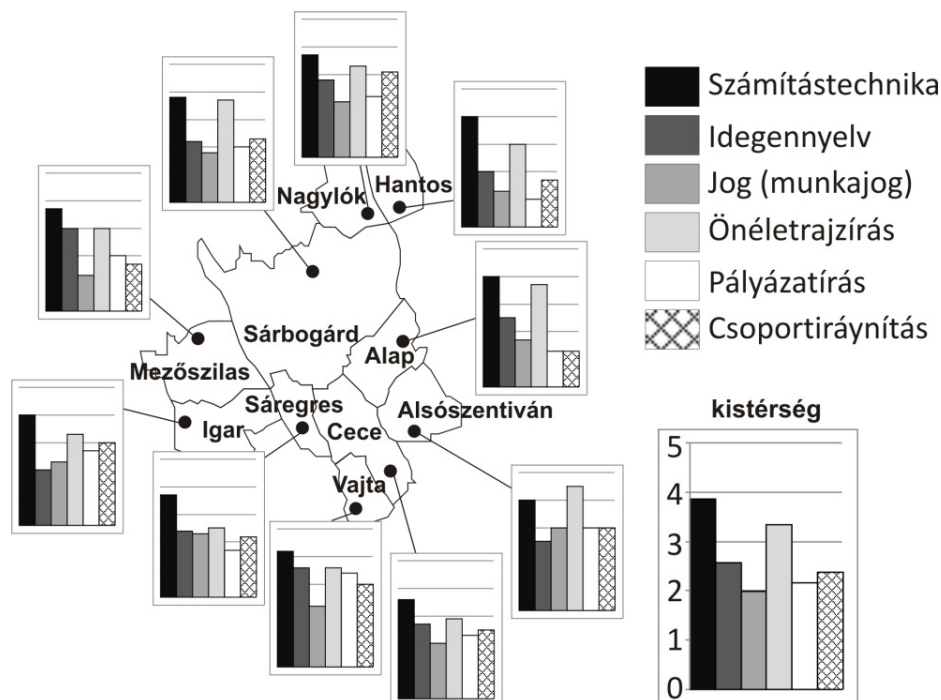 Számítástechnika
Idegennyelv
Jog (munkajog)
Önéletrajzírás
Pályázatírás
Csoportiráynítás
Nagylók
Hantos
Sárbogárd
Alap
Mezőszilas
Sáregres
Alsószentiván
Igar
Cece
Vajta
kistérség
5
4
3
2
1
0